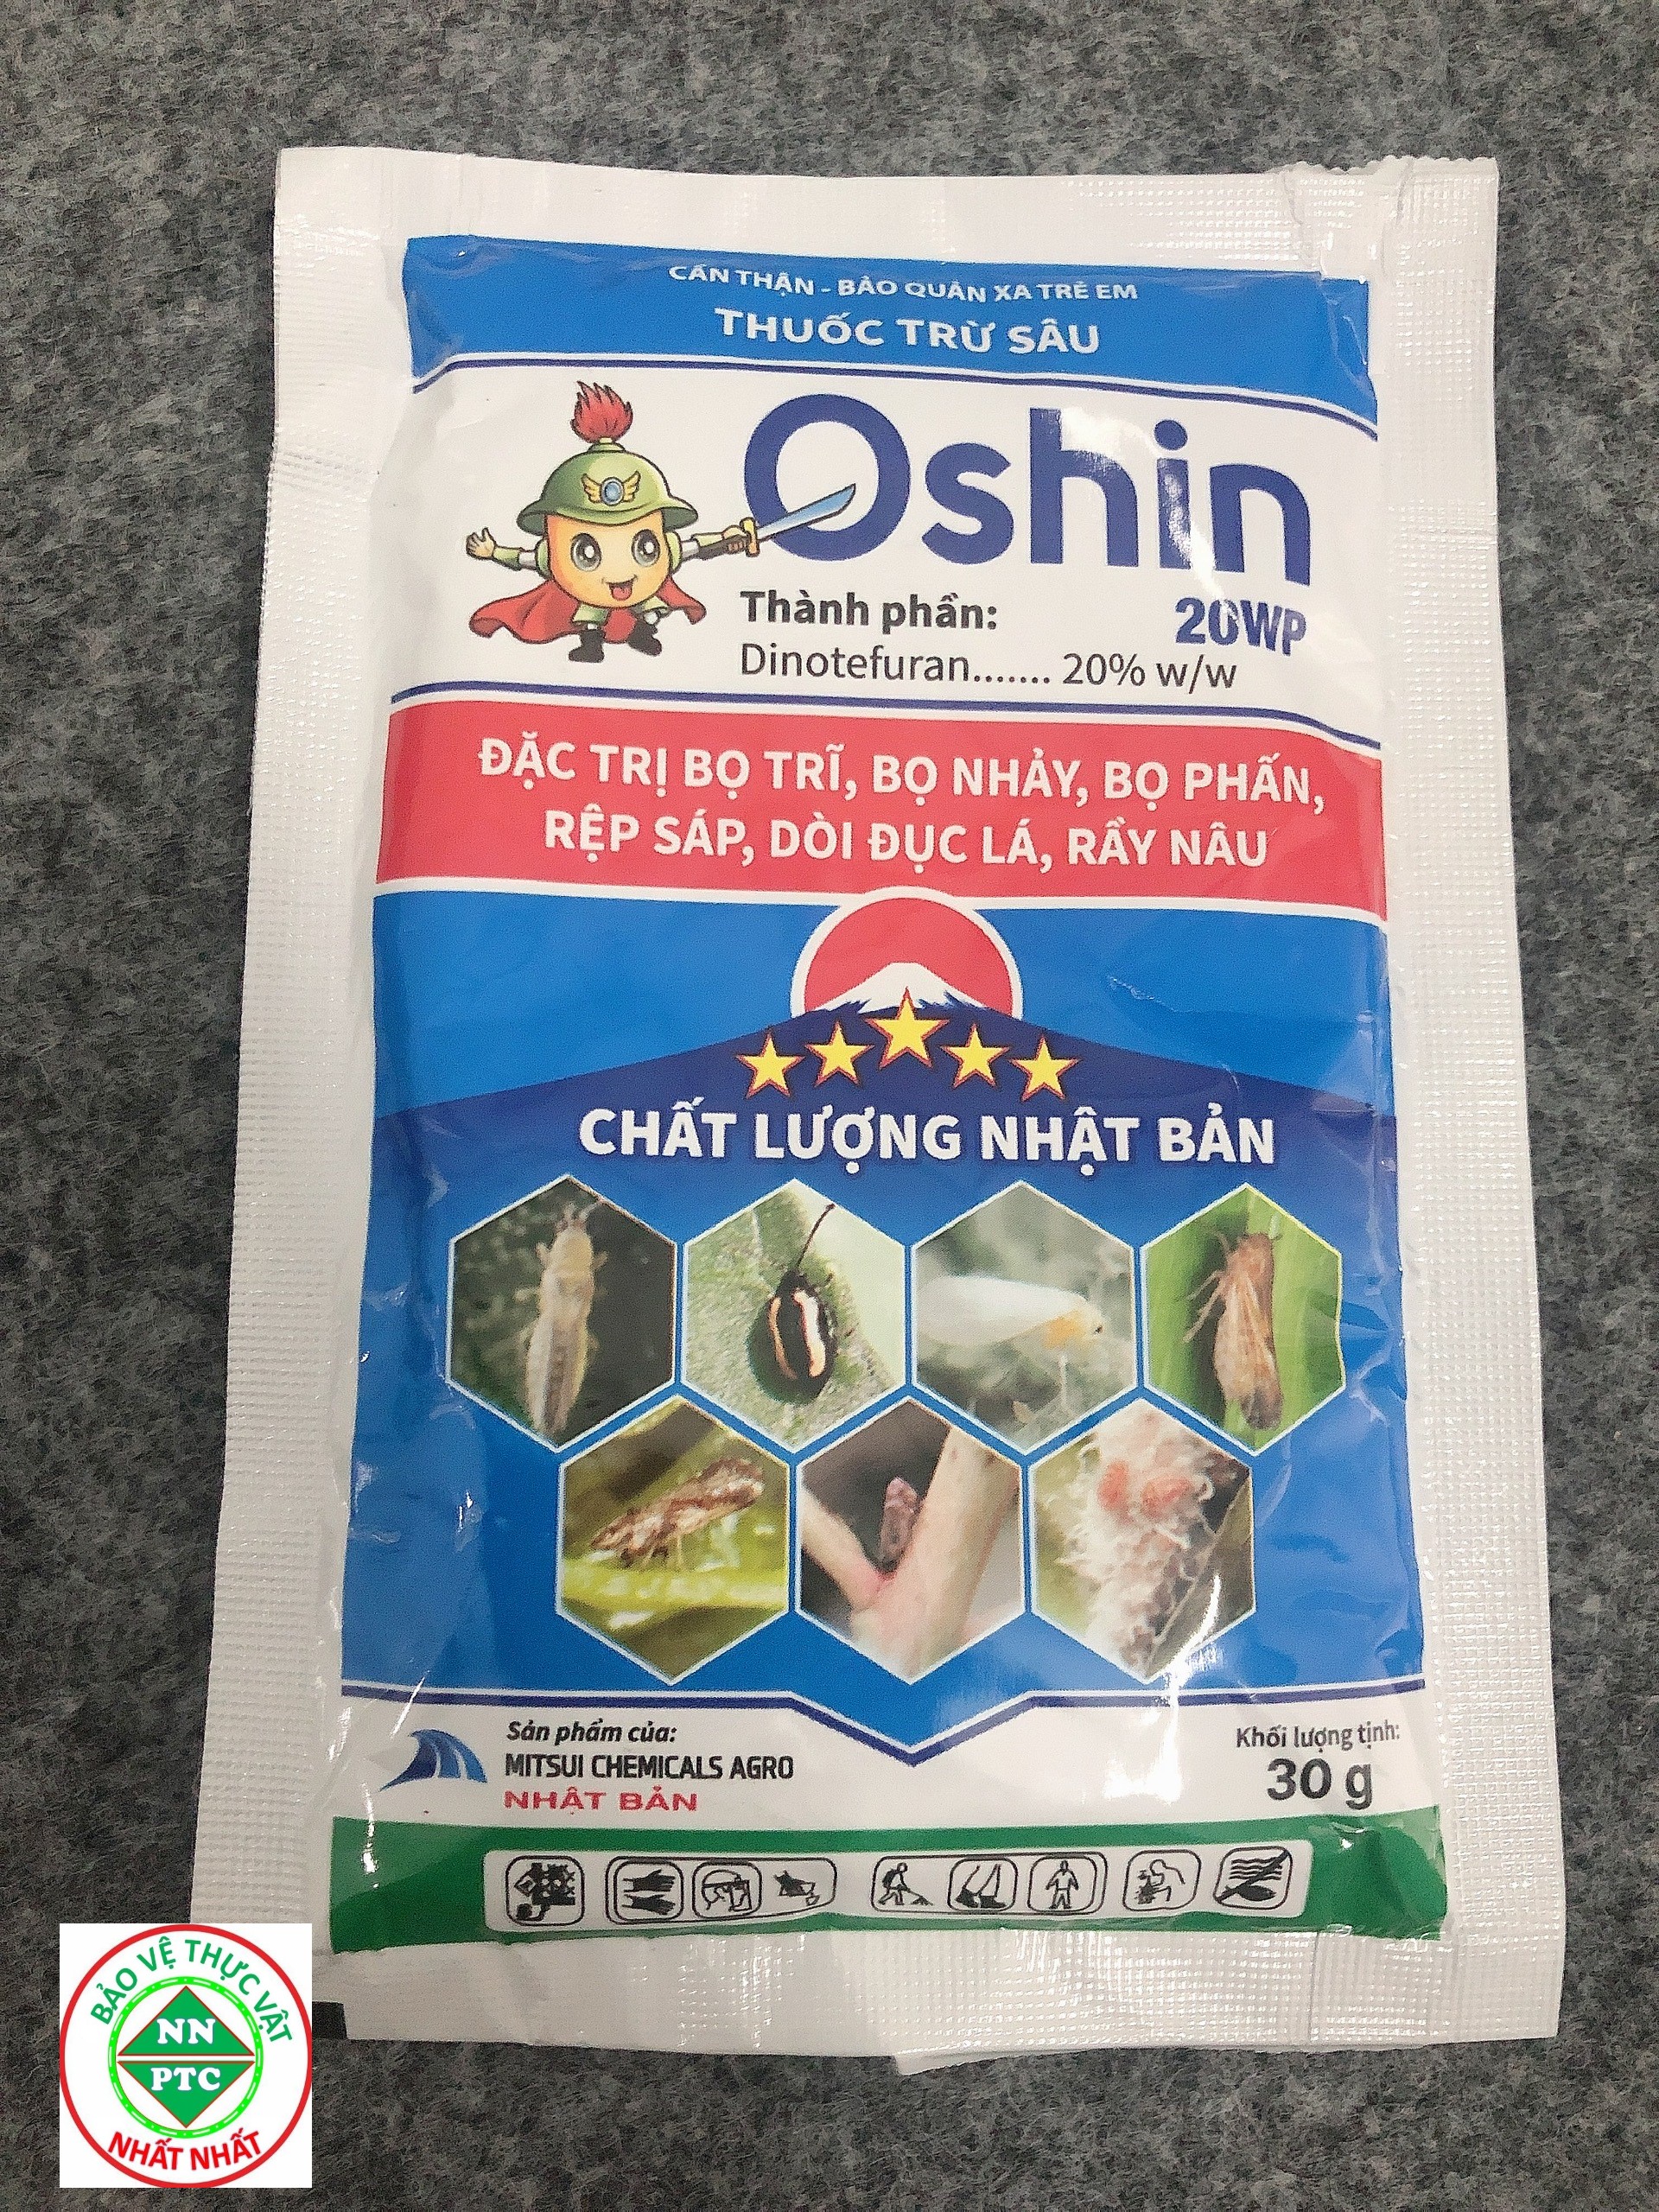 CẨN THẬN - BẢO QUẢN XA TRẺ EM
THUỐC TRỪ SÂU
Oshin
20WP
Thành phần:
Dinotefuran....... 20% w/w
ĐẶC TRỊ BỌ TRĨ, BỌ NHẢY, BỌ PHẤN,
RỆP SÁP, DÒI ĐỤC LÁ, RẦY NÂU
CHẤT LƯỢNG NHẬT BẢN
Sản phẩm của:
MITSUI CHEMICALS AGRO
NHẬT BẢN
Khối lượng tịnh:
30 g
BẢO VỆ THỰC VẬT
NN
PTC
NHẤT NHẤT